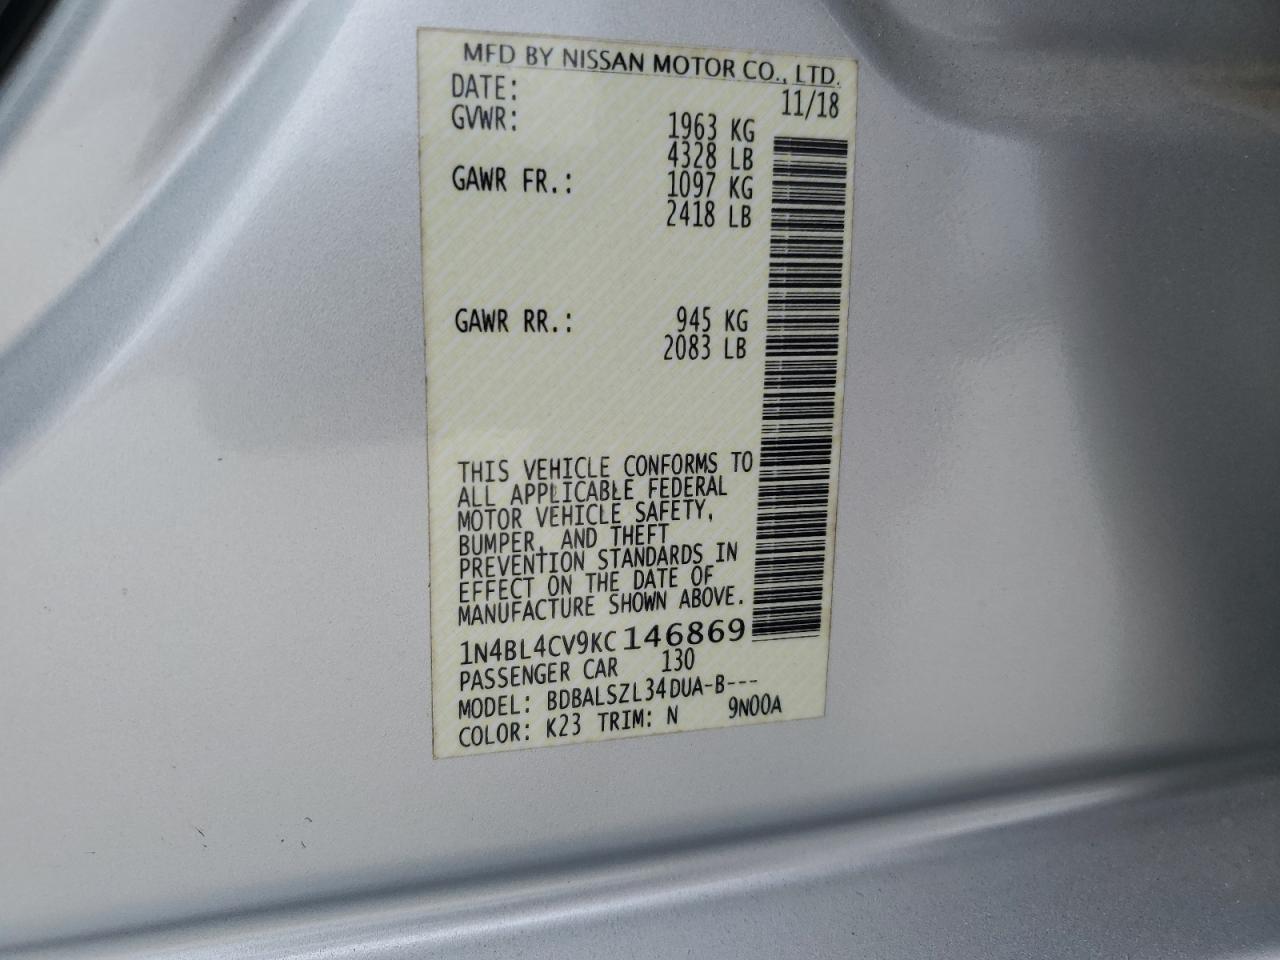 MFD BY NISSAN MOTOR CO., LTD.
DATE: 11/18
GVWR: 1963 KG
4328 LB
GAWR FR.: 1097 KG
2418 LB
GAWR RR.: 945 KG
2083 LB
THIS VEHICLE CONFORMS TO
ALL APPLICABLE FEDERAL
MOTOR VEHICLE SAFETY,
BUMPER, AND THEFT
PREVENTION STANDARDS IN
EFFECT ON THE DATE OF
MANUFACTURE SHOWN ABOVE.
1N4BL4CV9KC146869
PASSENGER CAR 130
MODEL: BDBALSZL34DUA-B---
COLOR: K23 TRIM: N 9N00A